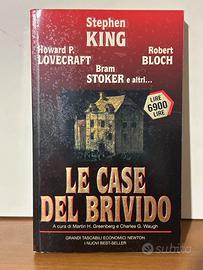 Stephen
KING
Howard P.
LOVECRAFT
Robert
BLOCH
Bram
STOKER e altri...
LIRE
6900
LIRE
LE CASE
DEL BRIVIDO
A cura di Martin H. Greenberg e Charles G. Waugh
GRANDI TASCABILI ECONOMICI NEWTON
I NUOVI BEST-SELLER
subito